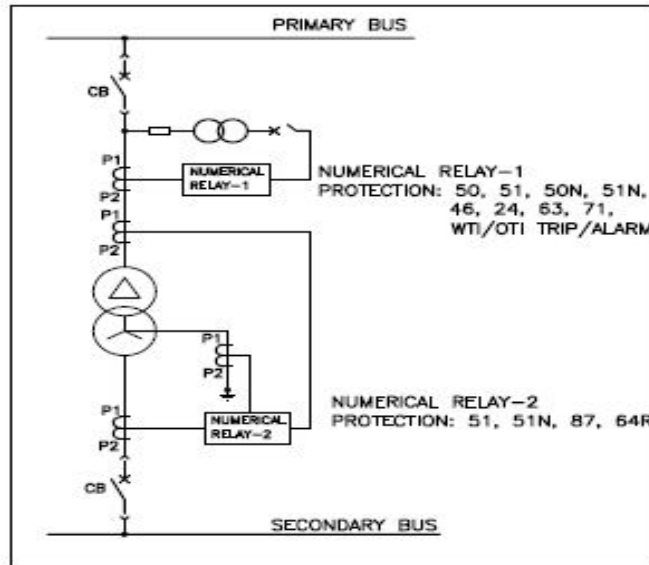 PRIMARY BUS
CB
P1
P2
NUMERICAL
RELAY-1
NUMERICAL RELAY-1
PROTECTION: 50, 51, 50N, 51N,
46, 24, 63, 71,
WTI/OTI TRIP/ALARM
P1
P2
P1
P2
NUMERICAL RELAY-2
PROTECTION: 51, 51N, 87, 64R
P1
P2
NUMERICAL
RELAY-2
CB
SECONDARY BUS